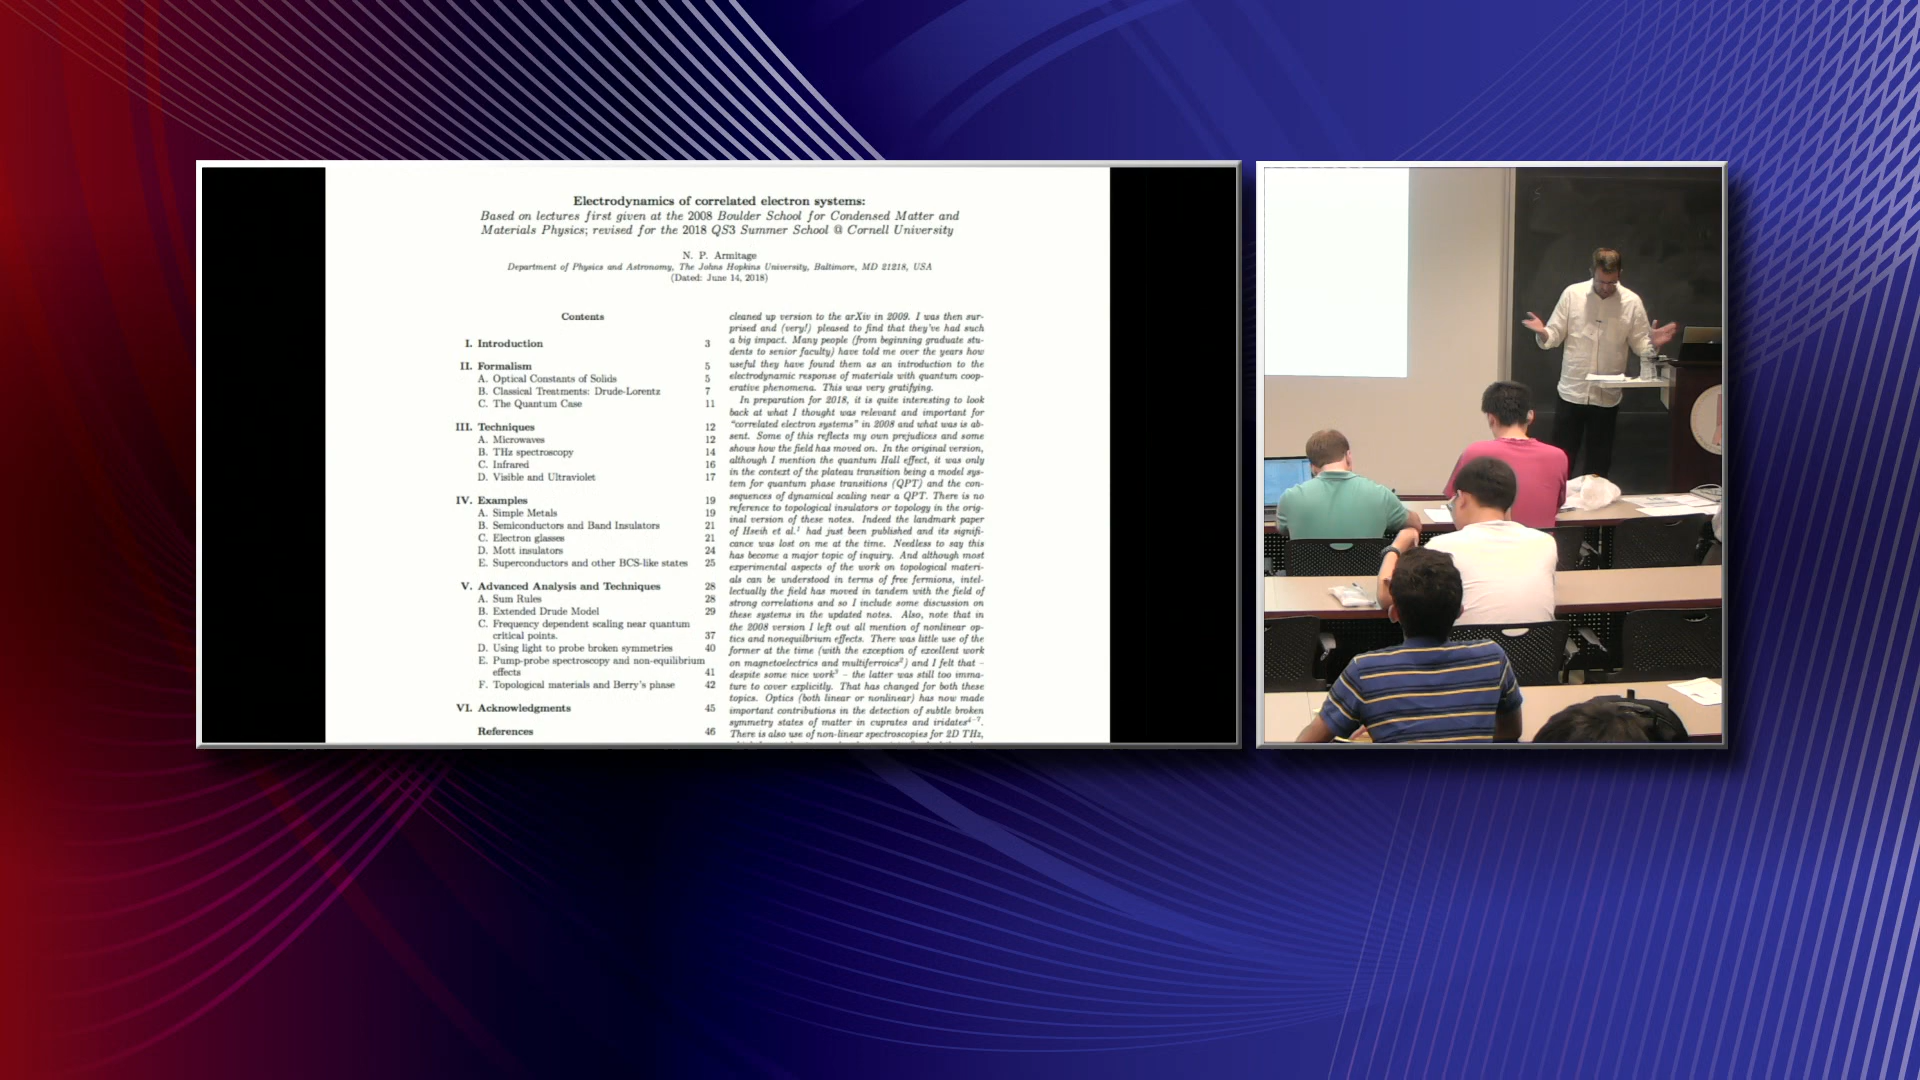 Electrodynamics of correlated electron systems:
Based on lectures first given at the 2008 Boulder School for Condensed Matter and
Materials Physics; revised for the 2018 QS3 Summer School @ Cornell University
N. P. Armitage
Department of Physics and Astronomy, The Johns Hopkins University, Baltimore, MD 21218, USA
(Dated: June 14, 2018)
Contents
I. Introduction 3
II. Formalism 5
A. Optical Constants of Solids 5
B. Classical Treatments: Drude-Lorentz 7
C. The Quantum Case 11
III. Techniques 12
A. Microwaves 12
B. THz spectroscopy 14
C. Infrared 16
D. Visible and Ultraviolet 17
IV. Examples 19
A. Simple Metals 19
B. Semiconductors and Band Insulators 21
C. Electron glasses 21
D. Mott insulators 24
E. Superconductors and other BCS-like states 25
V. Advanced Analysis and Techniques 28
A. Sum Rules 28
B. Extended Drude Model 29
C. Frequency dependent scaling near quantum
critical points. 37
D. Using light to probe broken symmetries 40
E. Pump-probe spectroscopy and non-equilibrium
effects 41
F. Topological materials and Berry's phase 42
VI. Acknowledgments 45
References 46
cleaned up version to the arXiv in 2009. I was then sur-
prised and (very!) pleased to find that they've had such
a big impact. Many people (from beginning graduate stu-
dents to senior faculty) have told me over the years how
useful they have found them as an introduction to the
electrodynamic response of materials with quantum coop-
erative phenomena. This was very gratifying.
In preparation for 2018, it is quite interesting to look
back at what I thought was relevant and important for
"correlated electron systems" in 2008 and what was is ab-
sent. Some of this reflects my own prejudices and some
shows how the field has moved on. In the original version,
although I mention the quantum Hall effect, it was only
in the context of the plateau transition being a model sys-
tem for quantum phase transitions (QPT) and the con-
sequences of dynamical scaling near a QPT. There is no
reference to topological insulators or topology in the orig-
inal version of these notes. Indeed the landmark paper
of Hseih et al.¹ had just been published and its signifi-
cance was lost on me at the time. Needless to say this
has become a major topic of inquiry. And although most
experimental aspects of the work on topological materi-
als can be understood in terms of free fermions, intel-
lectually the field has moved in tandem with the field of
strong correlations and so I include some discussion on
these systems in the updated notes. Also, note that in
the 2008 version I left out all mention of nonlinear op-
tics and nonequilbrium effects. There was little use of the
former at the time (with the exception of excellent work
on magnetoelectrics and multiferroics²) and I felt that –
despite some nice work³ – the latter was still too imma-
ture to cover explicitly. That has changed for both these
topics. Optics (both linear or nonlinear) has now made
important contributions in the detection of subtle broken
symmetry states of matter in cuprates and iridates⁴⁻⁷.
There is also use of non-linear spectroscopies for 2D THz,